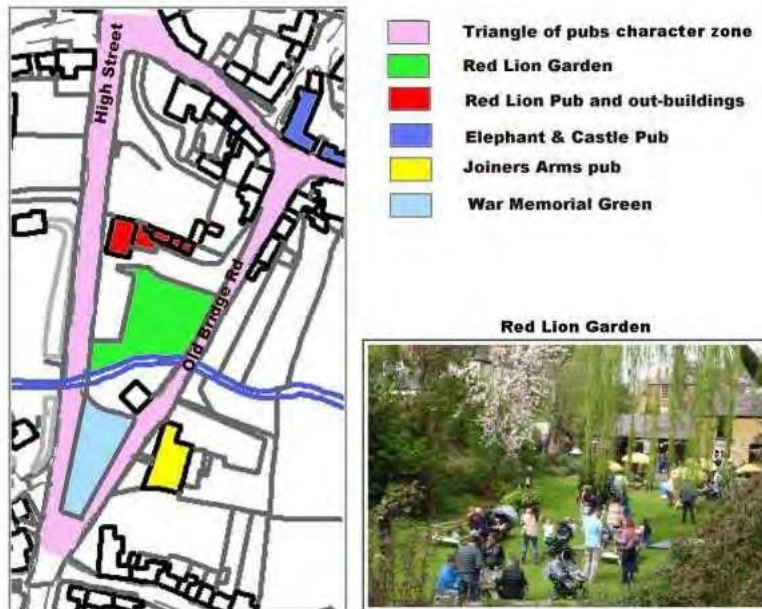 High Street
Old Bridge Rd
Triangle of pubs character zone
Red Lion Garden
Red Lion Pub and out-buildings
Elephant & Castle Pub
Joiners Arms pub
War Memorial Green
Red Lion Garden